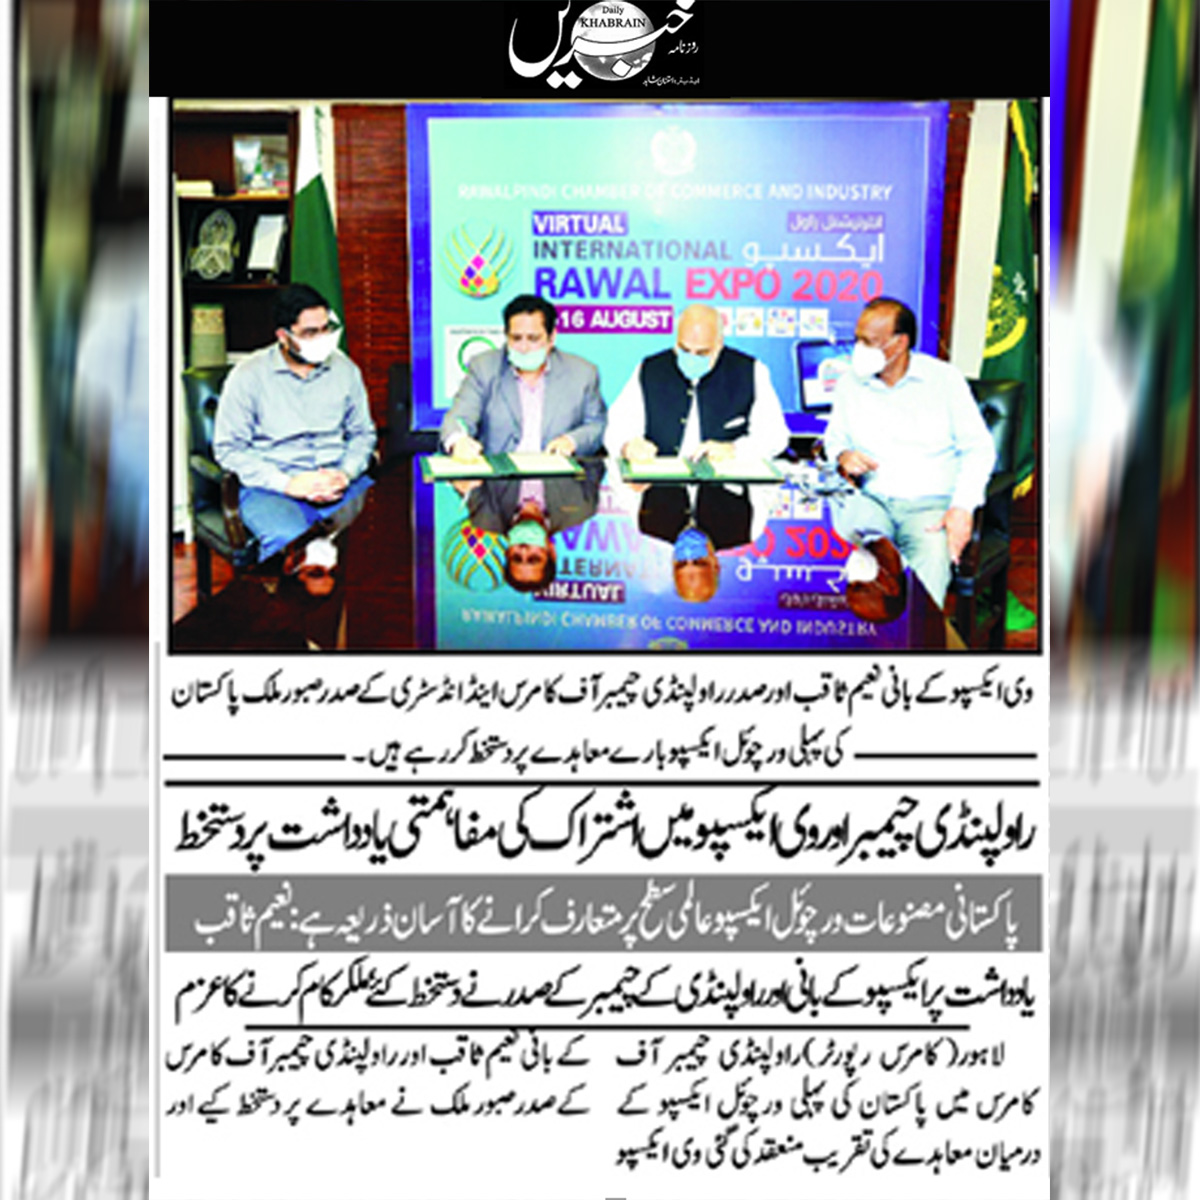 Daily
KHABRAIN
خبریں
روزنامہ
RAWALPINDI CHAMBER OF COMMERCE AND INDUSTRY
VIRTUAL
انٹرنیشنل راول
INTERNATIONAL ایکسپو
RAWAL EXPO 2020
16 AUGUST
وی ایکسپو کے بانی نعیم ثاقب اور صدر راولپنڈی چیمبر آف کامرس اینڈ انڈسٹری کے صدر صبور ملک پاکستان
کی پہلی ورچوئل ایکسپو بارے معاہدے پر دستخط کر رہے ہیں۔
راولپنڈی چیمبر اور وی ایکسپو میں اشتراک کی مفاہمتی یادداشت پر دستخط
پاکستانی مصنوعات ورچوئل ایکسپو عالمی سطح پر متعارف کرانے کا آسان ذریعہ ہے: نعیم ثاقب
یادداشت پر ایکسپو کے بانی اور راولپنڈی کے چیمبر کے صدر نے دستخط کئے، ملکر کام کرنے کا عزم
لاہور (کامرس رپورٹر) راولپنڈی چیمبر آف
کامرس میں پاکستان کی پہلی ورچوئل ایکسپو کے
درمیان معاہدے کی تقریب منعقد کی گئی وی ایکسپو
کے بانی نعیم ثاقب اور راولپنڈی چیمبر آف کامرس
کے صدر صبور ملک نے معاہدے پر دستخط کیے اور